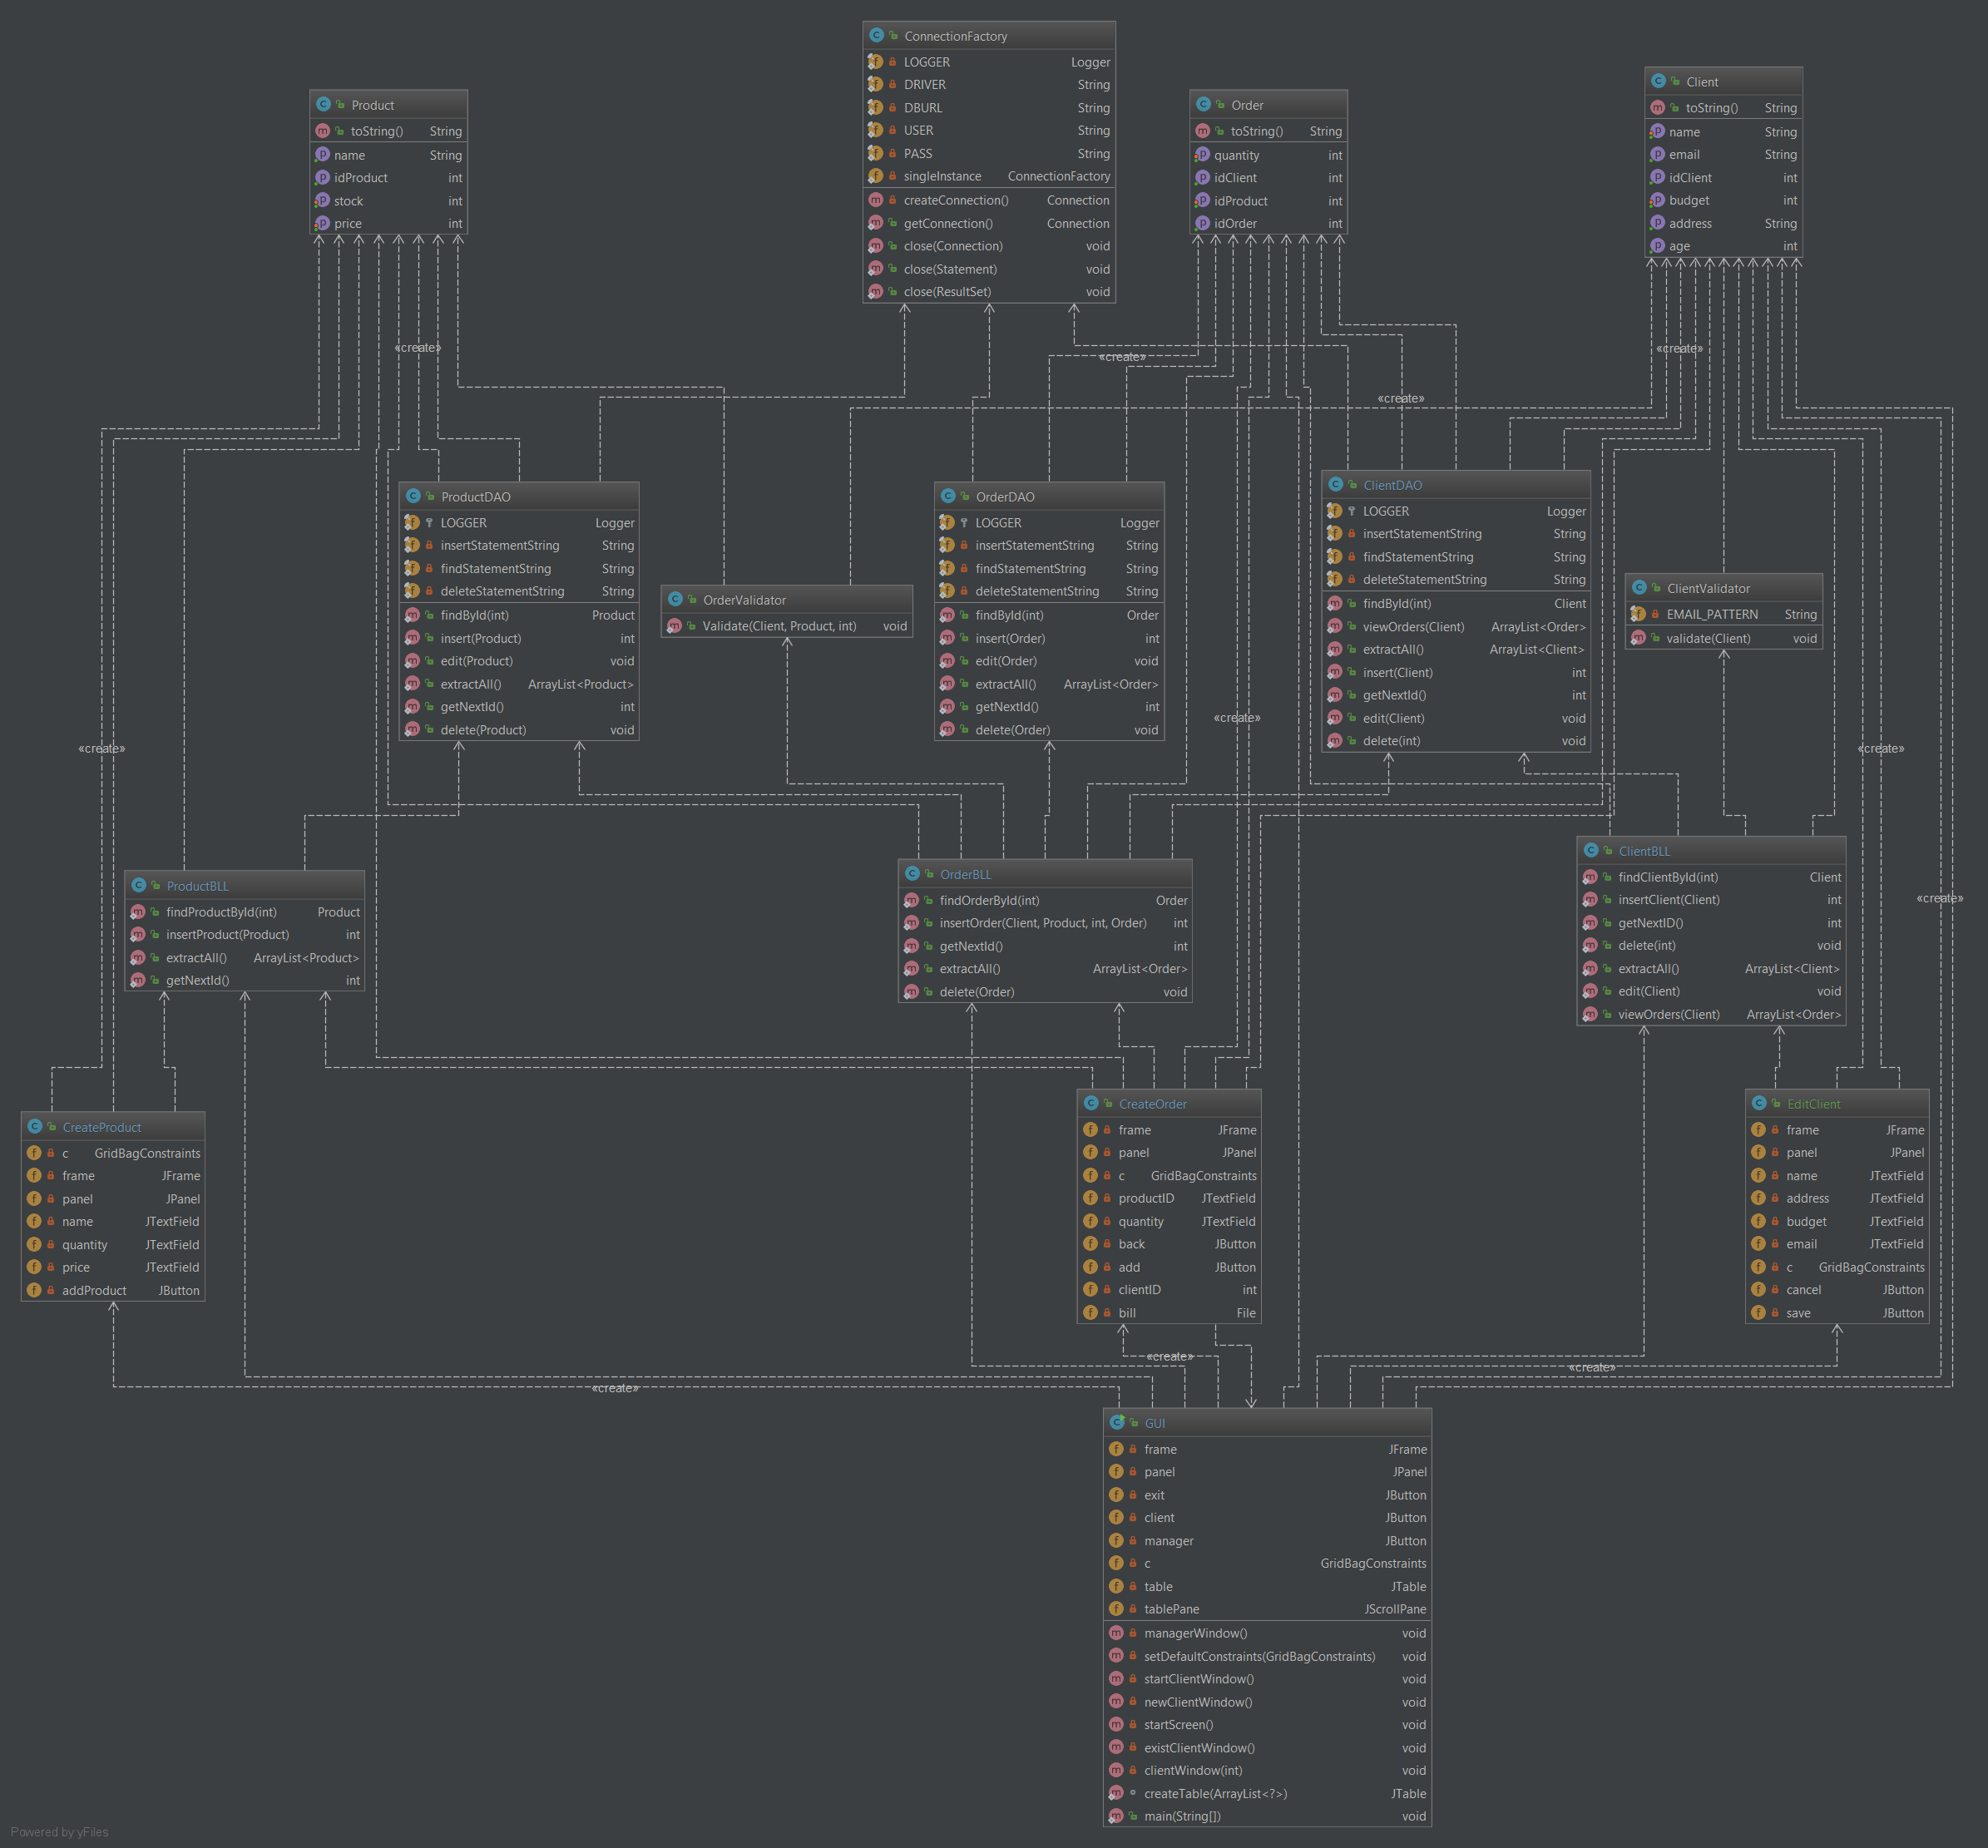 ConnectionFactory
LOGGER Logger
DRIVER String
DBURL String
USER String
PASS String
singleInstance ConnectionFactory
createConnection() Connection
getConnection() Connection
close(Connection) void
close(Statement) void
close(ResultSet) void
Product
toString() String
name String
idProduct int
stock int
price int
Order
toString() String
quantity int
idClient int
idProduct int
idOrder int
Client
toString() String
name String
email String
idClient int
budget int
address String
age int
«create»
«create»
«create»
«create»
ProductDAO
LOGGER Logger
insertStatementString String
findStatementString String
deleteStatementString String
findById(int) Product
insert(Product) int
edit(Product) void
extractAll() ArrayList<Product>
getNextId() int
delete(Product) void
OrderValidator
Validate(Client, Product, int) void
OrderDAO
LOGGER Logger
insertStatementString String
findStatementString String
deleteStatementString String
findById(int) Order
insert(Order) int
edit(Order) void
extractAll() ArrayList<Order>
getNextId() int
delete(Order) void
ClientDAO
LOGGER Logger
insertStatementString String
findStatementString String
deleteStatementString String
findById(int) Client
viewOrders(Client) ArrayList<Order>
extractAll() ArrayList<Client>
insert(Client) int
getNextId() int
edit(Client) void
delete(int) void
ClientValidator
EMAIL_PATTERN String
validate(Client) void
«create»
«create»
«create»
«create»
ProductBLL
findProductById(int) Product
insertProduct(Product) int
extractAll() ArrayList<Product>
getNextId() int
OrderBLL
findOrderById(int) Order
insertOrder(Client, Product, int, Order) int
getNextId() int
extractAll() ArrayList<Order>
delete(Order) void
ClientBLL
findClientById(int) Client
insertClient(Client) int
getNextID() int
delete(int) void
extractAll() ArrayList<Client>
edit(Client) void
viewOrders(Client) ArrayList<Order>
CreateProduct
c GridBagConstraints
frame JFrame
panel JPanel
name JTextField
quantity JTextField
price JTextField
addProduct JButton
CreateOrder
frame JFrame
panel JPanel
c GridBagConstraints
productID JTextField
quantity JTextField
back JButton
add JButton
clientID int
bill File
EditClient
frame JFrame
panel JPanel
name JTextField
address JTextField
budget JTextField
email JTextField
c GridBagConstraints
cancel JButton
save JButton
«create»
«create»
«create»
GUI
frame JFrame
panel JPanel
exit JButton
client JButton
manager JButton
c GridBagConstraints
table JTable
tablePane JScrollPane
managerWindow() void
setDefaultConstraints(GridBagConstraints) void
startClientWindow() void
newClientWindow() void
startScreen() void
existClientWindow() void
clientWindow(int) void
createTable(ArrayList<?>) JTable
main(String[]) void
Powered by yFiles